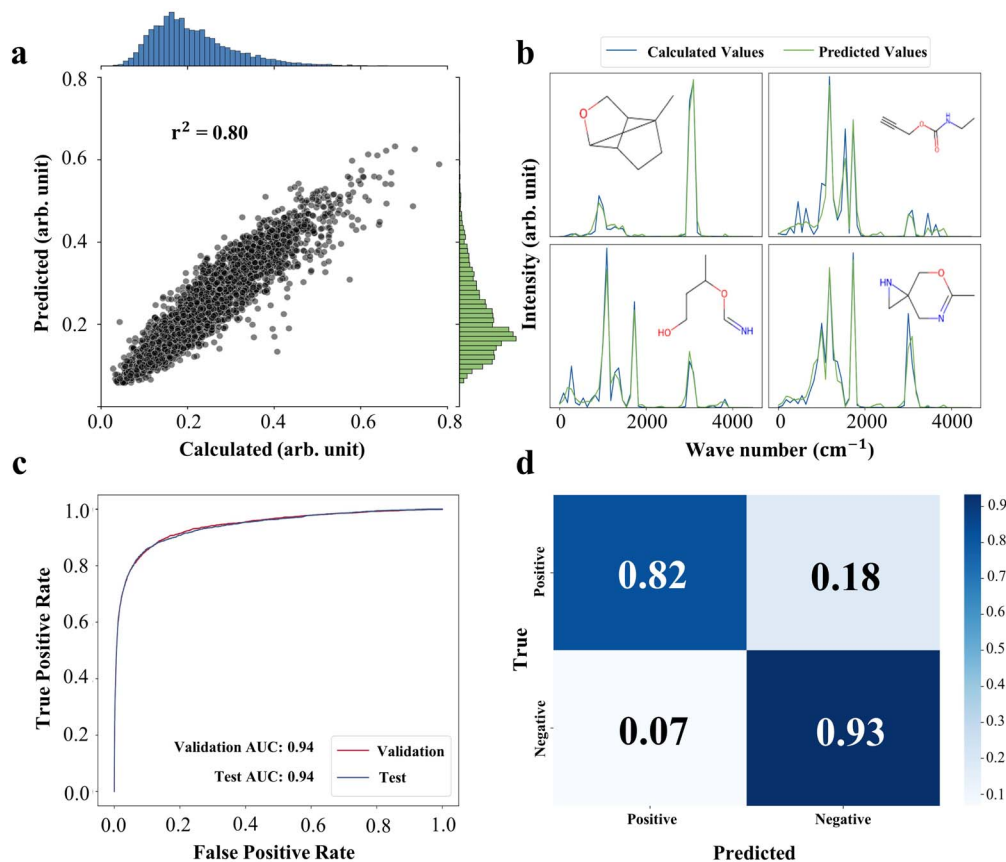 a
r² = 0.80
Predicted (arb. unit)
0.8
0.6
0.4
0.2
0.0
0.2
0.4
0.6
0.8
Calculated (arb. unit)
b
Calculated Values
Predicted Values
O
H
N
O
O
HO
O
NH
HN
O
N
Intensity (arb. unit)
0
2000
4000
0
2000
4000
Wave number (cm⁻¹)
c
True Positive Rate
1.0
0.8
0.6
0.4
0.2
0.0
Validation AUC: 0.94
Test AUC: 0.94
Validation
Test
0.0
0.2
0.4
0.6
0.8
1.0
False Positive Rate
d
True
Positive
Negative
0.82
0.18
0.07
0.93
Positive
Negative
Predicted
0.9
0.8
0.7
0.6
0.5
0.4
0.3
0.2
0.1